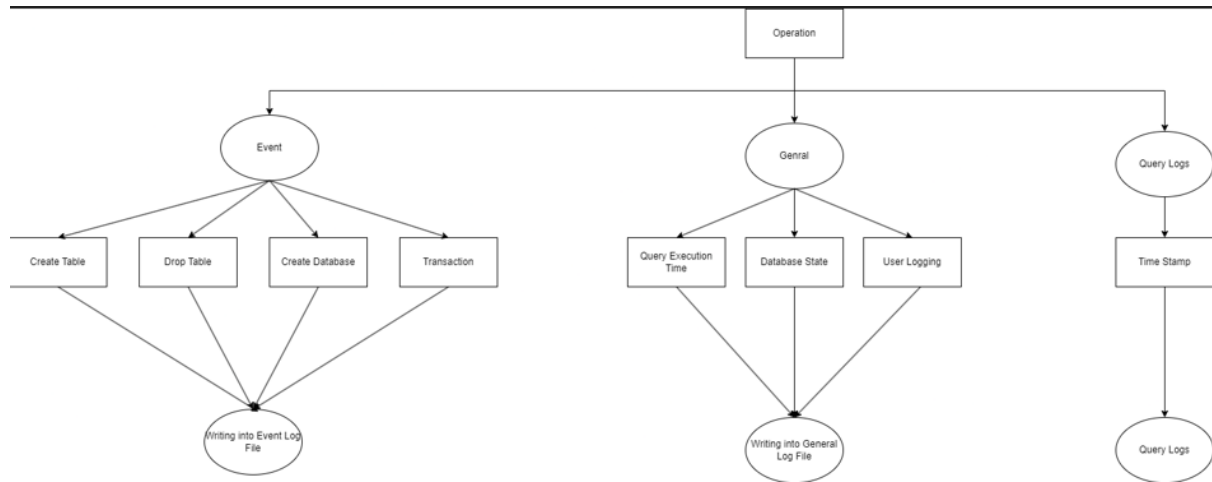 Operation
Event
Genral
Query Logs
Create Table
Drop Table
Create Database
Transaction
Query Execution
Time
Database State
User Logging
Time Stamp
Writing into Event Log
File
Writing into General
Log File
Query Logs